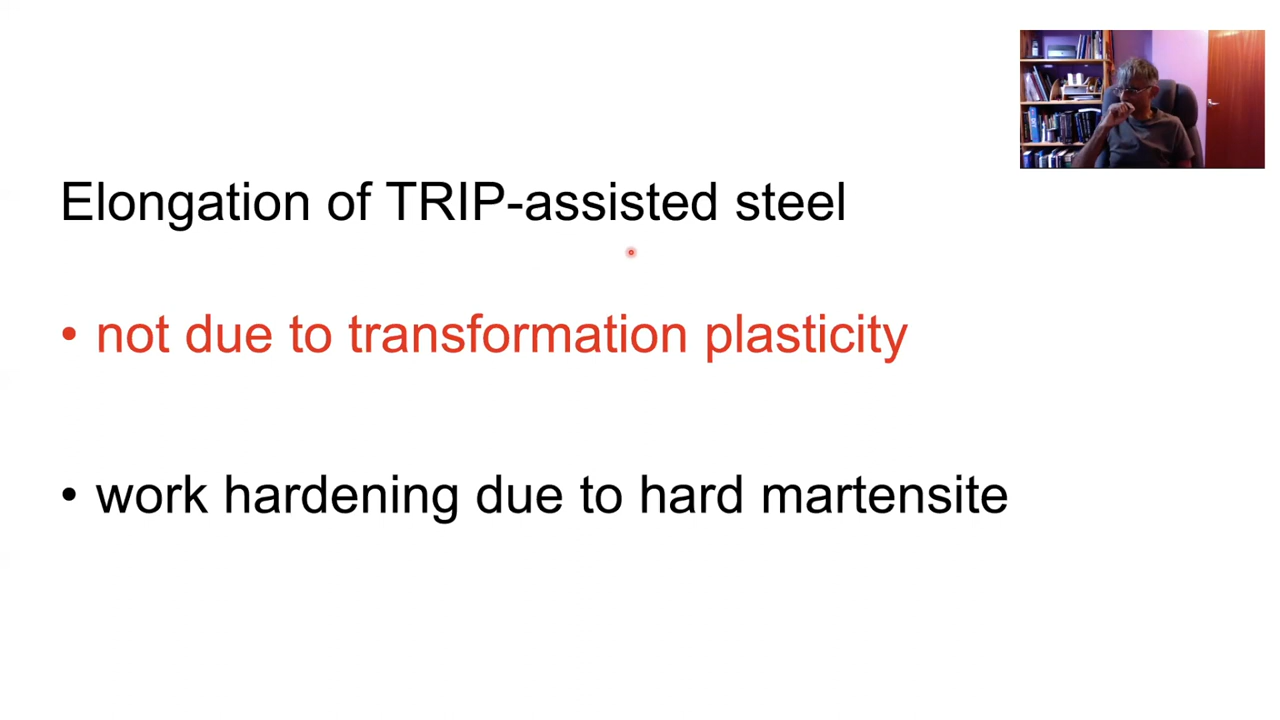 Elongation of TRIP-assisted steel
• not due to transformation plasticity
• work hardening due to hard martensite